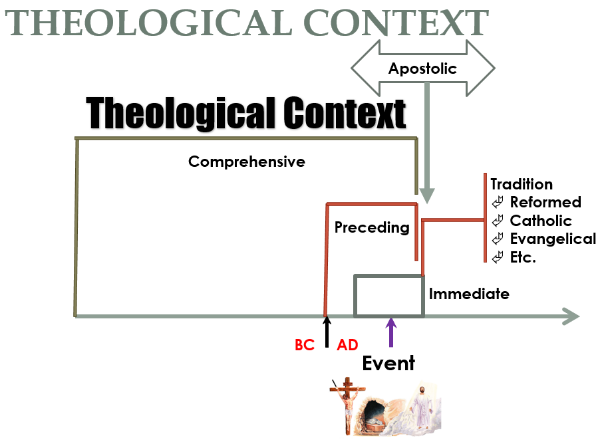 THEOLOGICAL CONTEXT
Apostolic
Theological Context
Comprehensive
Tradition
Reformed
Catholic
Evangelical
Etc.
Preceding
Immediate
BC AD
Event